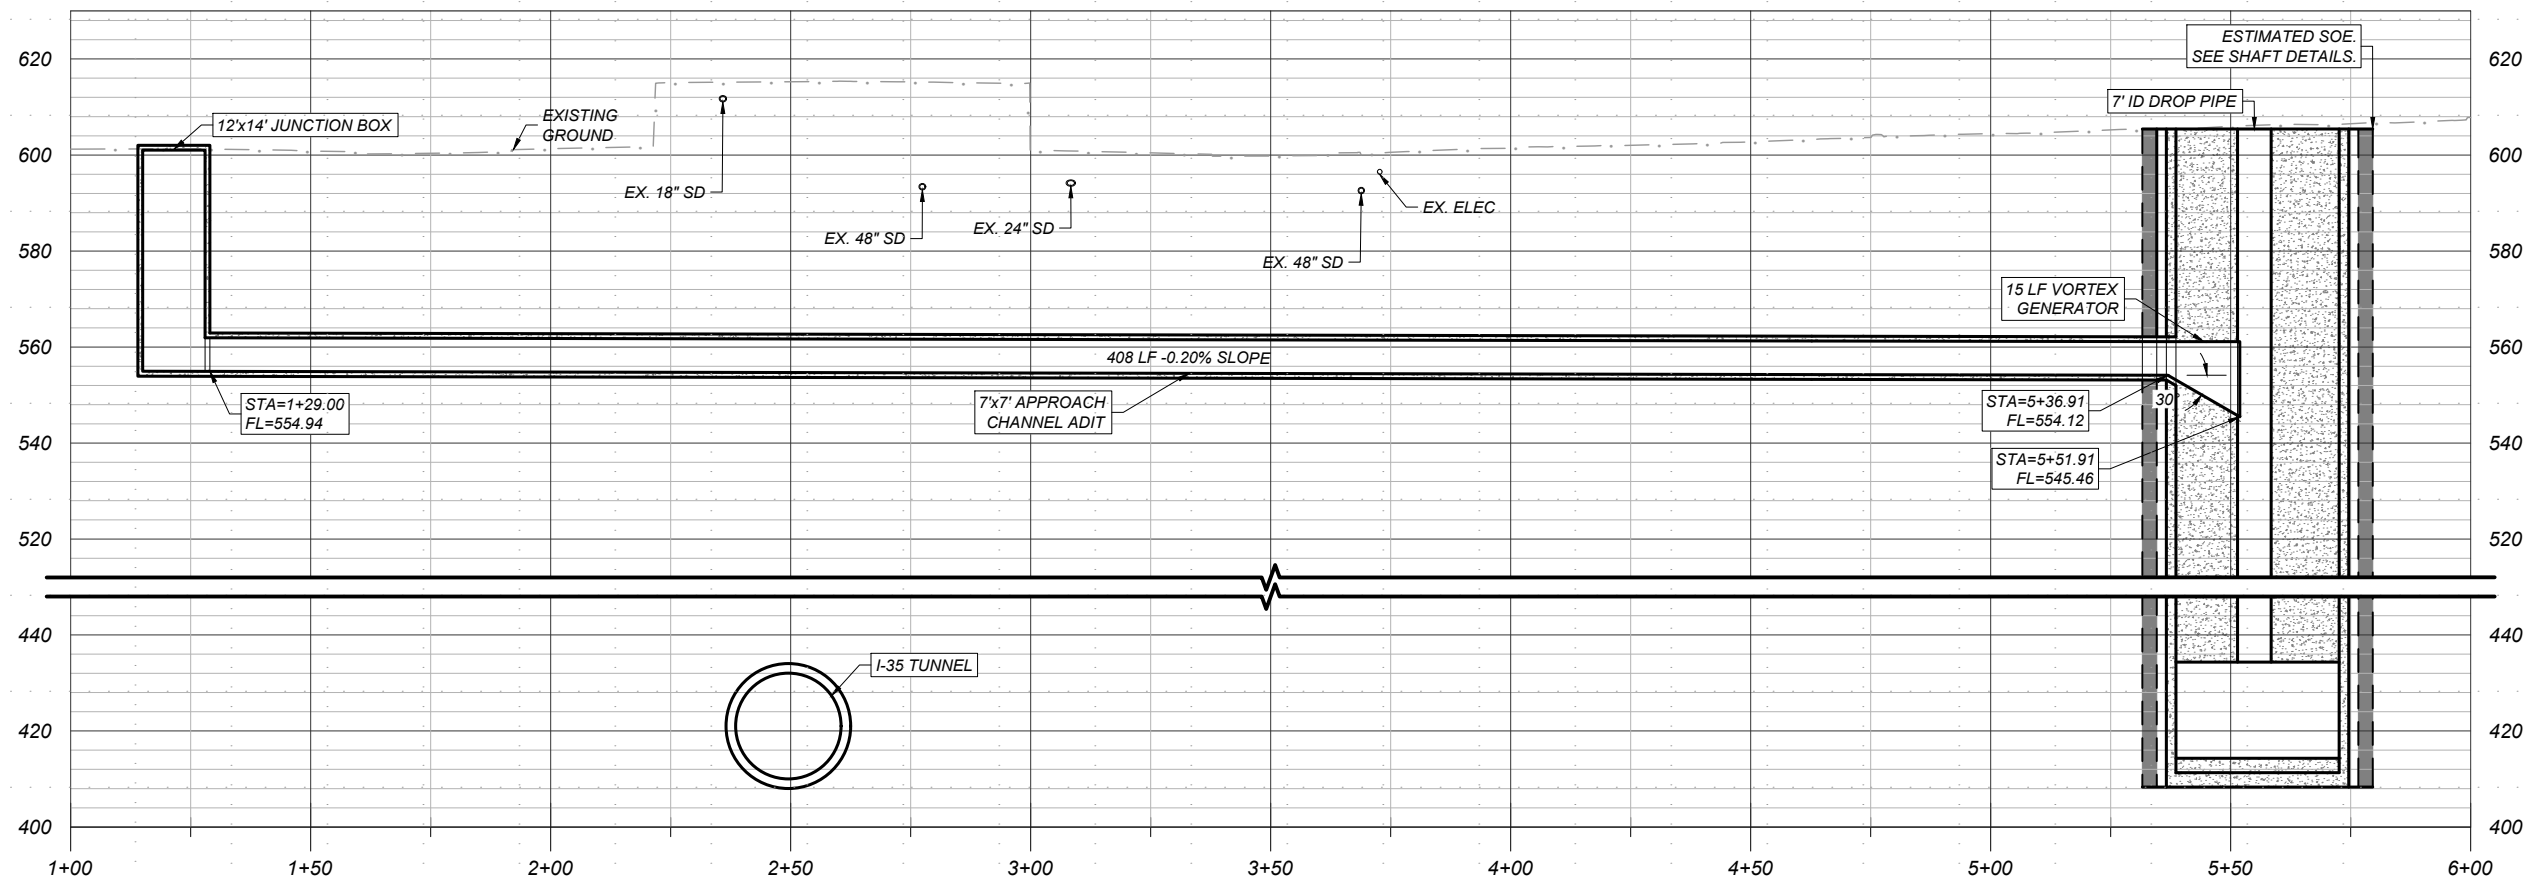 ESTIMATED SOE.
SEE SHAFT DETAILS.
620
620
7' ID DROP PIPE
12'x14' JUNCTION BOX
EXISTING
GROUND
600
600
EX. 18" SD
EX. 48" SD
EX. 24" SD
EX. ELEC
EX. 48" SD
580
580
15 LF VORTEX
GENERATOR
560
560
408 LF -0.20% SLOPE
STA=1+29.00
FL=554.94
7'x7' APPROACH
CHANNEL ADIT
STA=5+36.91
FL=554.12
30°
540
540
STA=5+51.91
FL=545.46
520
520
440
440
I-35 TUNNEL
420
420
400
400
1+00
1+50
2+00
2+50
3+00
3+50
4+00
4+50
5+00
5+50
6+00